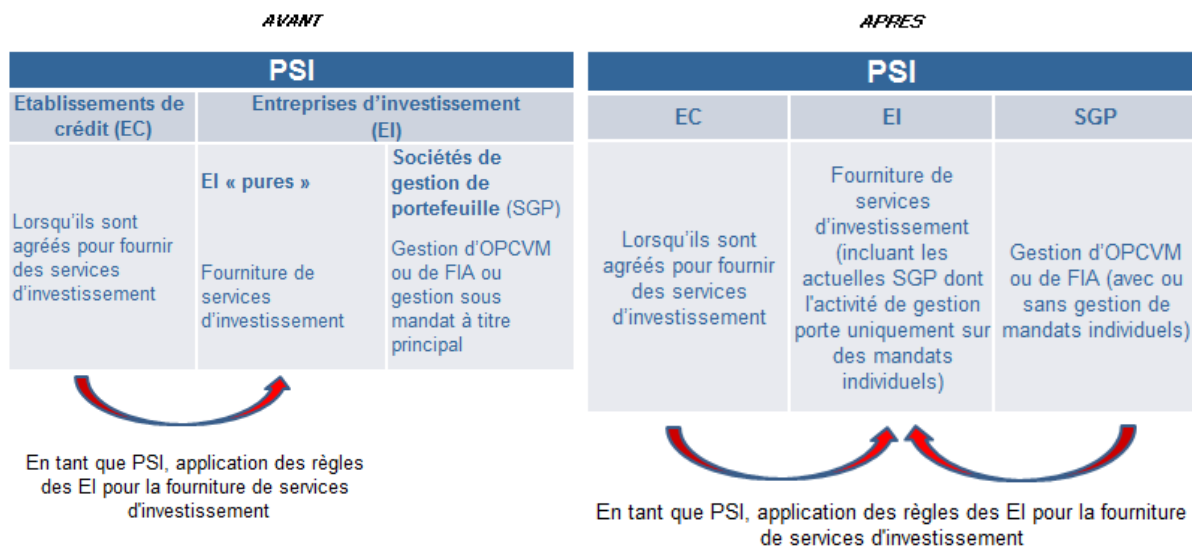 AVANT
PSI
Etablissements de
crédit (EC)
Entreprises d'investissement
(EI)
Lorsqu'ils sont
agréés pour fournir
des services
d'investissement
EI « pures »
Fourniture de
services
d'investissement
Sociétés de
gestion de
portefeuille (SGP)
Gestion d'OPCVM
ou de FIA ou
gestion sous
mandat à titre
principal
En tant que PSI, application des règles
des EI pour la fourniture de services
d'investissement
APRES
PSI
EC
EI
SGP
Lorsqu'ils sont
agréés pour fournir
des services
d'investissement
Fourniture de
services
d'investissement
(incluant les
actuelles SGP dont
l'activité de gestion
porte uniquement sur
des mandats
individuels)
Gestion d'OPCVM
ou de FIA (avec ou
sans gestion de
mandats individuels)
En tant que PSI, application des règles des EI pour la fourniture
de services d'investissement